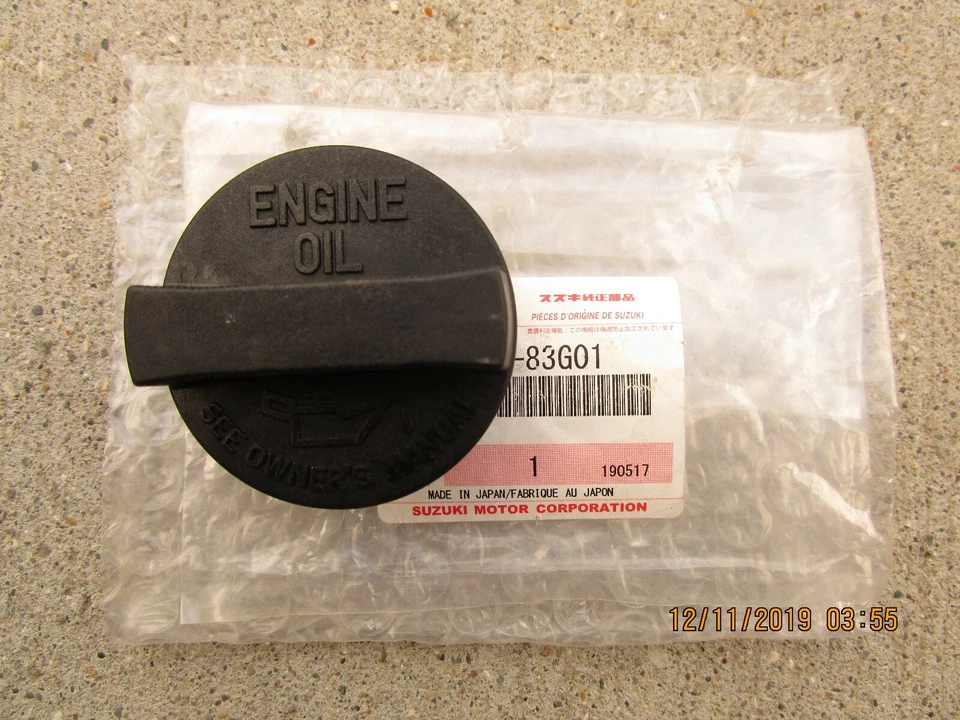 ENGINE
OIL
SEE OWNER'S MANUAL
スズキ純正部品
PIÈCES D'ORIGINE DE SUZUKI
-83G01
1 190517
MADE IN JAPAN/FABRIQUE AU JAPON
SUZUKI MOTOR CORPORATION
12/11/2019 03:55